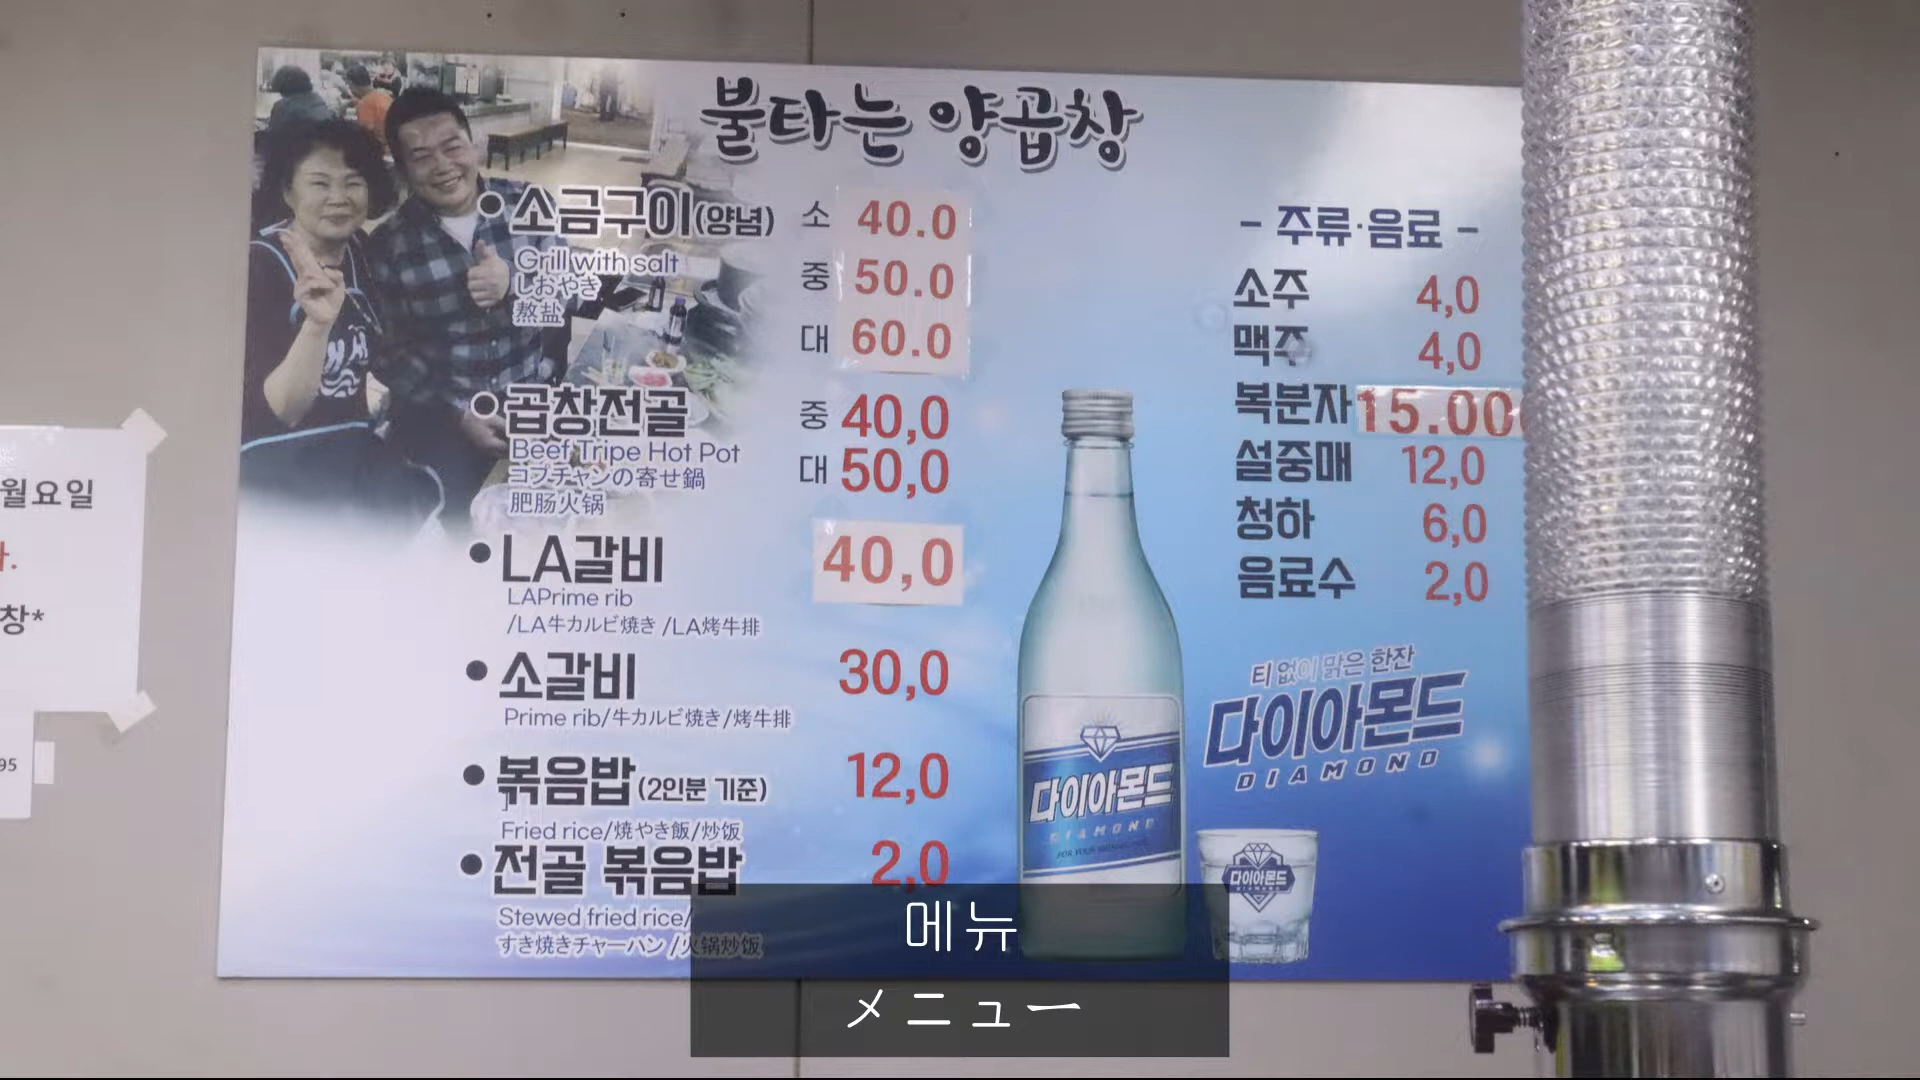 불타는 양곱창
• 소금구이(양념) 소 40.0
Grill with salt
しおやき
熬盐
중 50.0
대 60.0
• 곱창전골 중 40,0
Beef Tripe Hot Pot
コプチャンの寄せ鍋
肥肠火锅
대 50,0
• LA갈비 40,0
LAPrime rib
/LA牛カルビ焼き /LA烤牛排
• 소갈비 30,0
Prime rib/牛カルビ焼き/烤牛排
• 볶음밥(2인분 기준) 12,0
Fried rice/焼やき飯/炒饭
• 전골 볶음밥 2,0
Stewed fried rice/
すき焼きチャーハン /火锅炒饭
- 주류·음료 -
소주 4,0
맥주 4,0
복분자 15.00
설중매 12,0
청하 6,0
음료수 2,0
티 없이 맑은 한잔
다이아몬드
DIAMOND
다이아몬드
DIAMOND
다이아몬드
월요일
창*
95
메뉴
メニュー